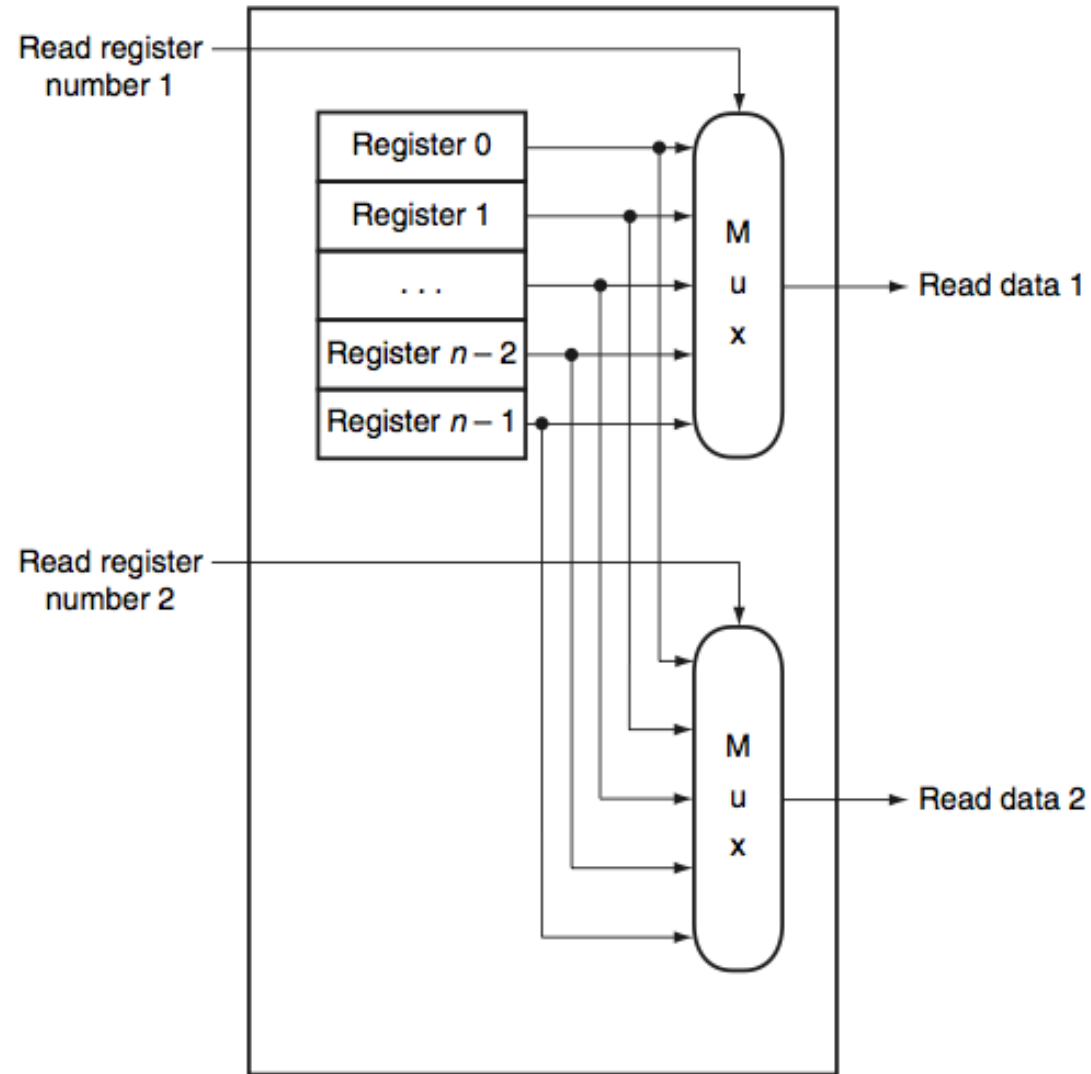 Read register
number 1
Register 0
Register 1
. . .
Register n – 2
Register n – 1
M
u
x
Read data 1
Read register
number 2
M
u
x
Read data 2